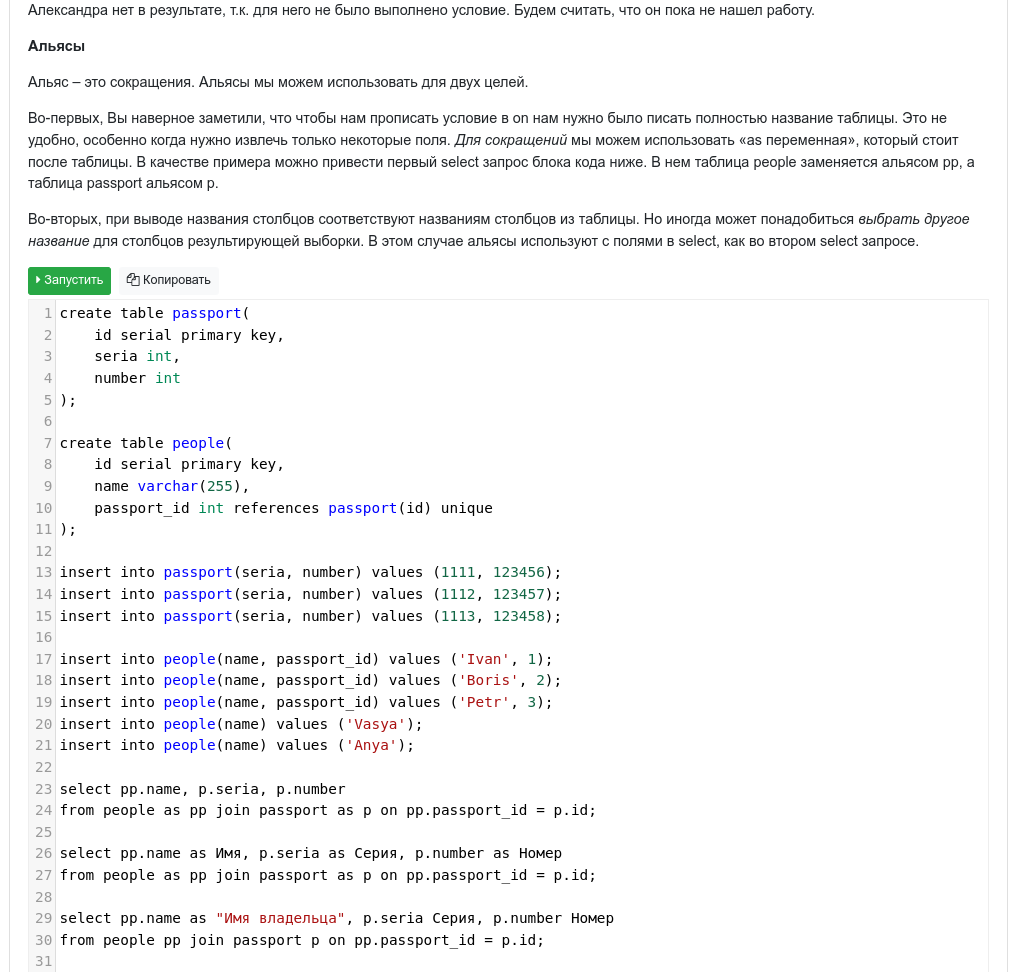 Александра нет в результате, т.к. для него не было выполнено условие. Будем считать, что он пока не нашел работу.
Альясы
Альяс – это сокращения. Альясы мы можем использовать для двух целей.
Во-первых, Вы наверное заметили, что чтобы нам прописать условие в on нам нужно было писать полностью название таблицы. Это не
удобно, особенно когда нужно извлечь только некоторые поля. Для сокращений мы можем использовать «as переменная», который стоит
после таблицы. В качестве примера можно привести первый select запрос блока кода ниже. В нем таблица people заменяется альясом pp, а
таблица passport альясом p.
Во-вторых, при выводе названия столбцов соответствуют названиям столбцов из таблицы. Но иногда может понадобиться выбрать другое
название для столбцов результирующей выборки. В этом случае альясы используют с полями в select, как во втором select запросе.
Запустить Копировать
1 create table passport(
2     id serial primary key,
3     seria int,
4     number int
5 );
6
7 create table people(
8     id serial primary key,
9     name varchar(255),
10     passport_id int references passport(id) unique
11 );
12
13 insert into passport(seria, number) values (1111, 123456);
14 insert into passport(seria, number) values (1112, 123457);
15 insert into passport(seria, number) values (1113, 123458);
16
17 insert into people(name, passport_id) values ('Ivan', 1);
18 insert into people(name, passport_id) values ('Boris', 2);
19 insert into people(name, passport_id) values ('Petr', 3);
20 insert into people(name) values ('Vasya');
21 insert into people(name) values ('Anya');
22
23 select pp.name, p.seria, p.number
24 from people as pp join passport as p on pp.passport_id = p.id;
25
26 select pp.name as Имя, p.seria as Серия, p.number as Номер
27 from people as pp join passport as p on pp.passport_id = p.id;
28
29 select pp.name as "Имя владельца", p.seria Серия, p.number Номер
30 from people pp join passport p on pp.passport_id = p.id;
31